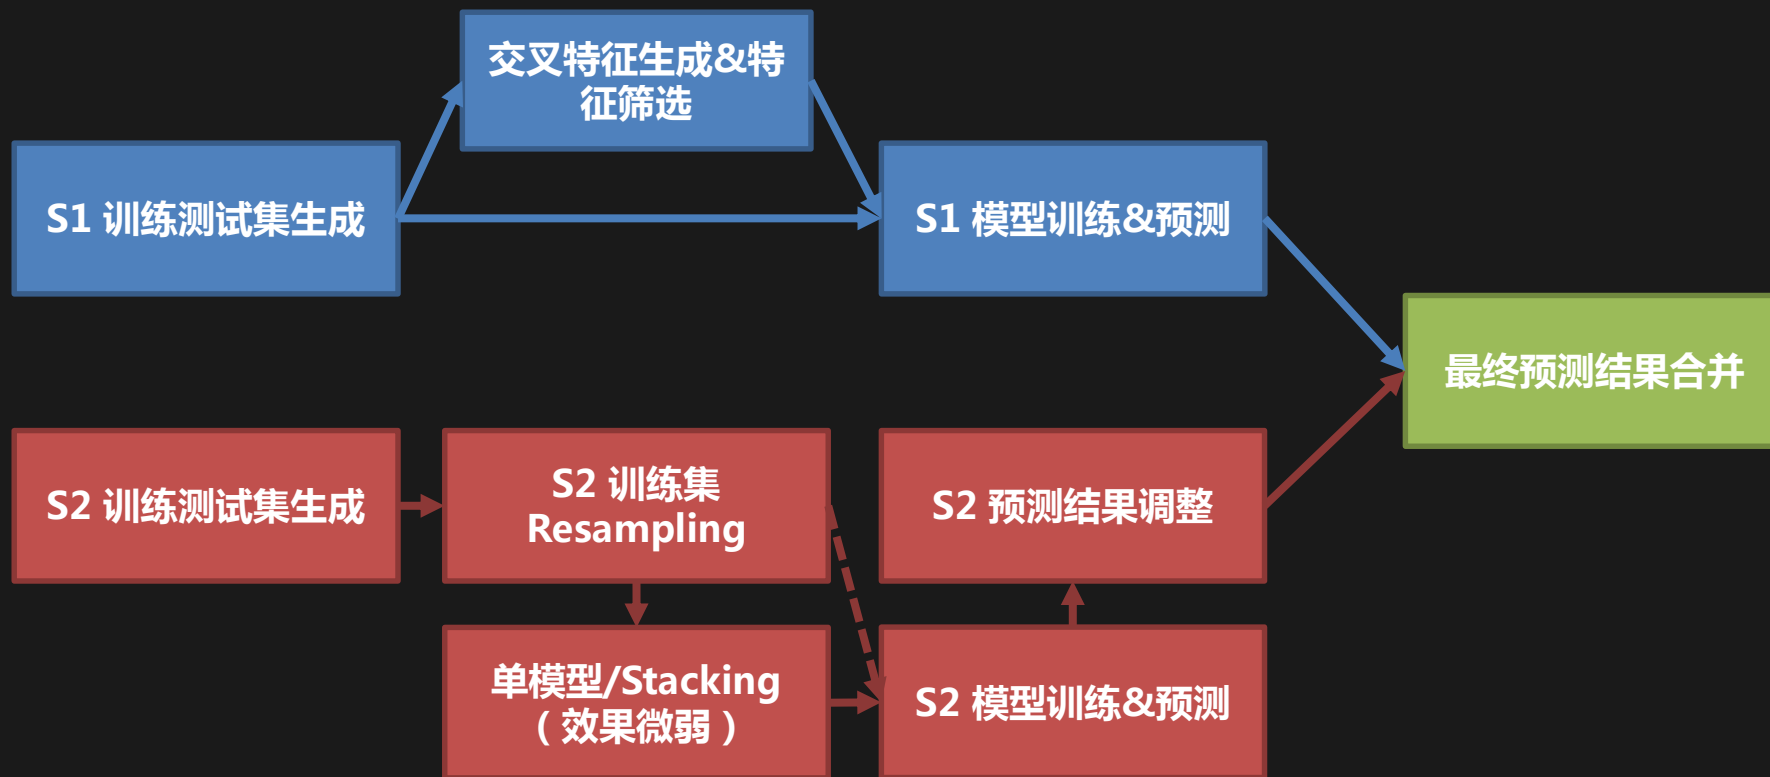 交叉特征生成&特
征筛选
S1 训练测试集生成
S1 模型训练&预测
最终预测结果合并
S2 训练测试集生成
S2 训练集
Resampling
S2 预测结果调整
单模型/Stacking
（效果微弱）
S2 模型训练&预测